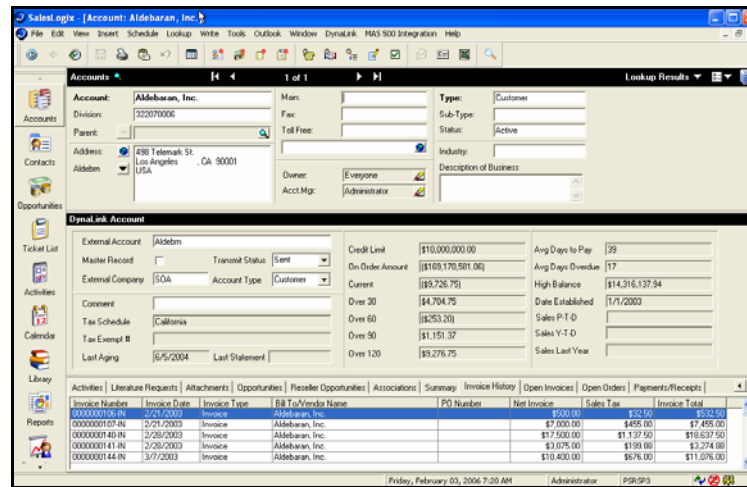 SalesLogix - [Account: Aldebaran, Inc.]
File Edit View Insert Schedule Lookup Write Tools Outlook Window DynaLink MAS 500 Integration Help
Accounts 1 of 1 Lookup Results
Account: Aldebaran, Inc. Main: Type: Customer
Division: 322070006 Fax: Sub-Type:
Parent: Toll Free: Status: Active
Address: 498 Telemark St.
Los Angeles , CA 90001
USA
Aldebrn
Industry:
Owner: Everyone Description of Business
Acct.Mgr: Administrator
Accounts
Contacts
Opportunities
Ticket List
Activities
Calendar
Library
Reports
DynaLink Account
External Account Aldebrn
Master Record Transmit Status Sent
External Company SOA Account Type Customer
Comment
Tax Schedule California
Tax Exempt #
Last Aging 6/5/2004 Last Statement
Credit Limit $10,000,000.00
On Order Amount ($169,170,581.06)
Current ($9,726.75)
Over 30 $4,704.75
Over 60 ($253.20)
Over 90 $1,151.37
Over 120 $9,276.75
Avg Days to Pay 39
Avg Days Overdue 17
High Balance $14,316,137.94
Date Established 1/1/2003
Sales P-T-D
Sales Y-T-D
Sales Last Year
Activities Literature Requests Attachments Opportunities Reseller Opportunities Associations Summary Invoice History Open Invoices Open Orders Payments/Receipts
Invoice Number Invoice Date Invoice Type Bill To/Vendor Name PO Number Net Invoice Sales Tax Invoice Total
0000000106-IN 2/21/2003 Invoice Aldebaran, Inc. $500.00 $32.50 $532.50
0000000107-IN 2/21/2003 Invoice Aldebaran, Inc. $7,000.00 $455.00 $7,455.00
0000000140-IN 2/28/2003 Invoice Aldebaran, Inc. $17,500.00 $1,137.50 $18,637.50
0000000141-IN 2/28/2003 Invoice Aldebaran, Inc. $3,075.00 $199.88 $3,274.88
0000000144-IN 3/7/2003 Invoice Aldebaran, Inc. $10,400.00 $676.00 $11,076.00
Friday, February 03, 2006 7:20 AM Administrator PSRSP3